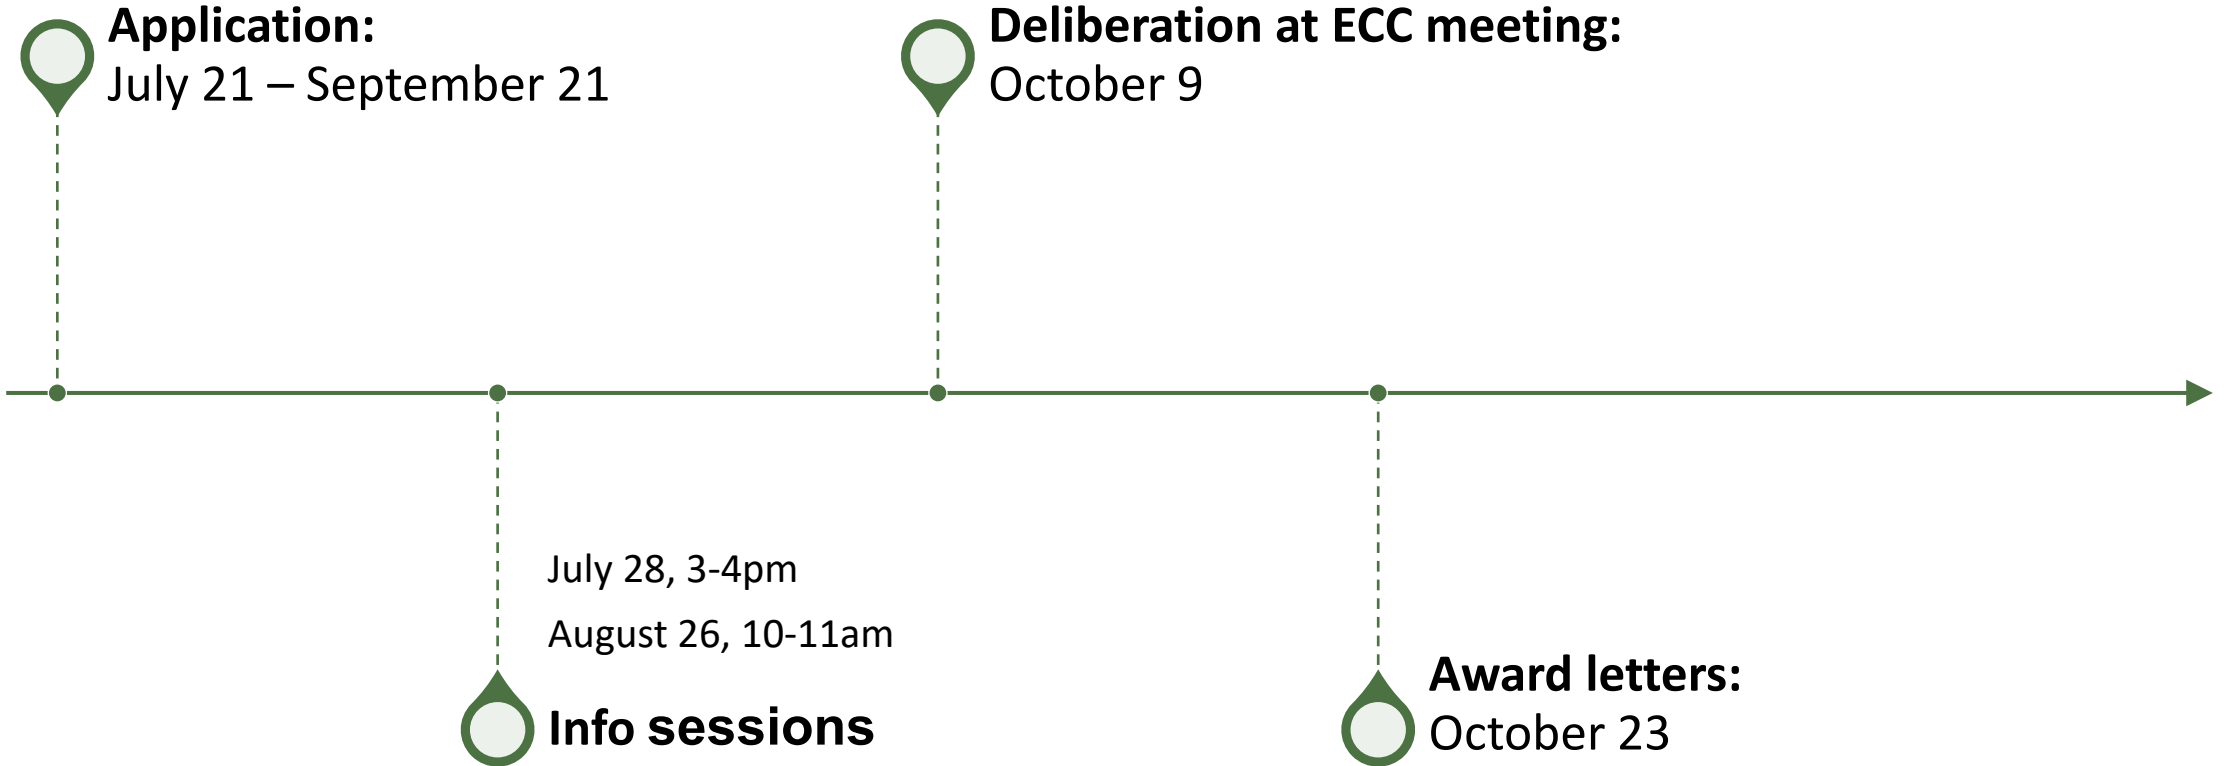 Application:
July 21 – September 21
Deliberation at ECC meeting:
October 9
July 28, 3-4pm
August 26, 10-11am
Info sessions
Award letters:
October 23